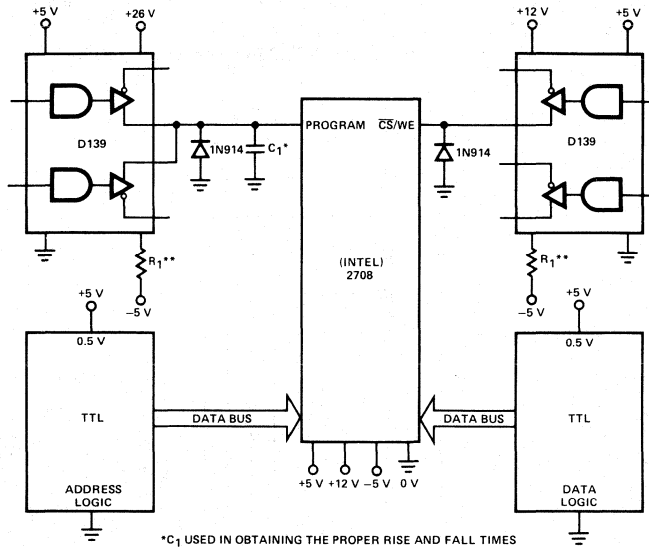 +5 V +26 V +12 V +5 V
D139
PROGRAM C̅S̅/WE
1N914 C1*
1N914
D139
R1**
−5 V
(INTEL)
2708
R1**
−5 V
+5 V
0.5 V
TTL
ADDRESS
LOGIC
DATA BUS
DATA BUS
+5 V
0.5 V
TTL
DATA
LOGIC
+5 V +12 V −5 V 0 V
*C1 USED IN OBTAINING THE PROPER RISE AND FALL TIMES